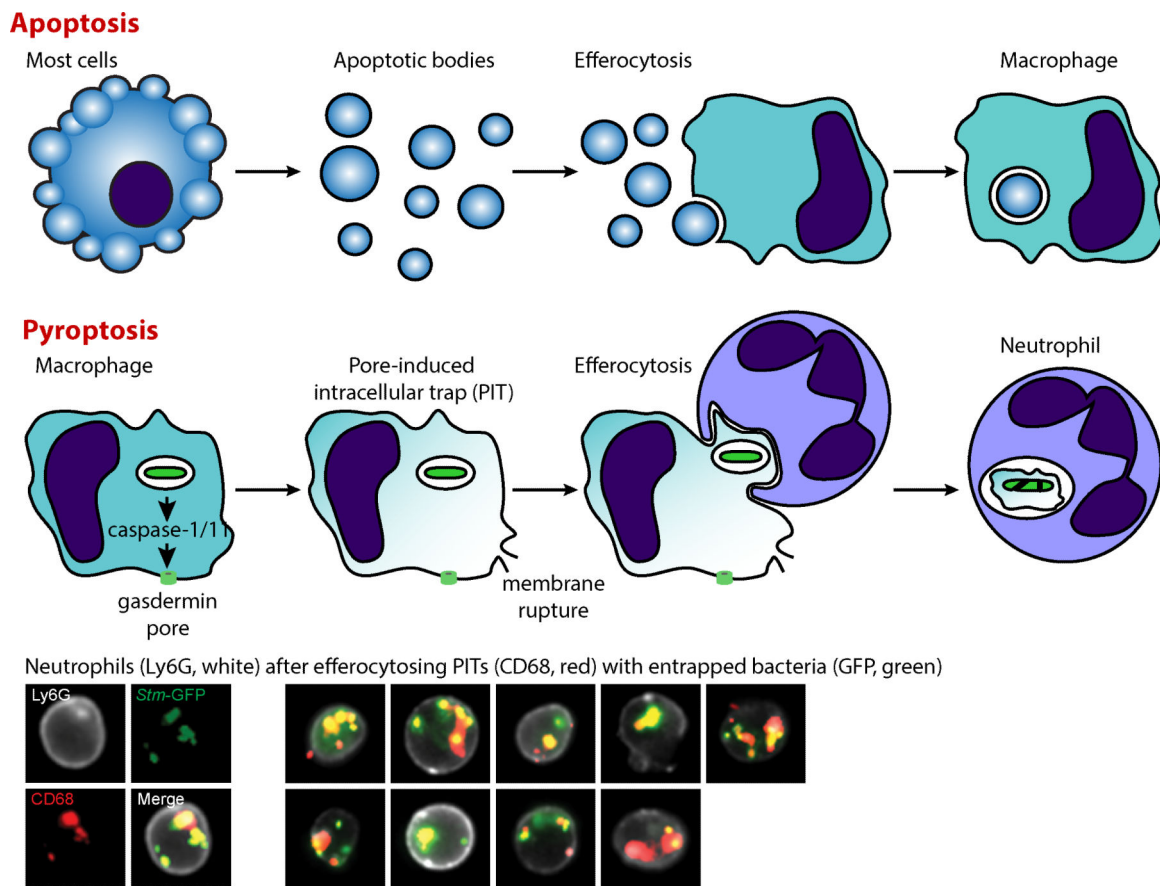 Apoptosis
Most cells
Apoptotic bodies
Efferocytosis
Macrophage
Pyroptosis
Macrophage
Pore-induced
intracellular trap (PIT)
Efferocytosis
Neutrophil
caspase-1/11
gasdermin
pore
membrane
rupture
Neutrophils (Ly6G, white) after efferocytosing PITs (CD68, red) with entrapped bacteria (GFP, green)
Ly6G
Stm-GFP
CD68
Merge